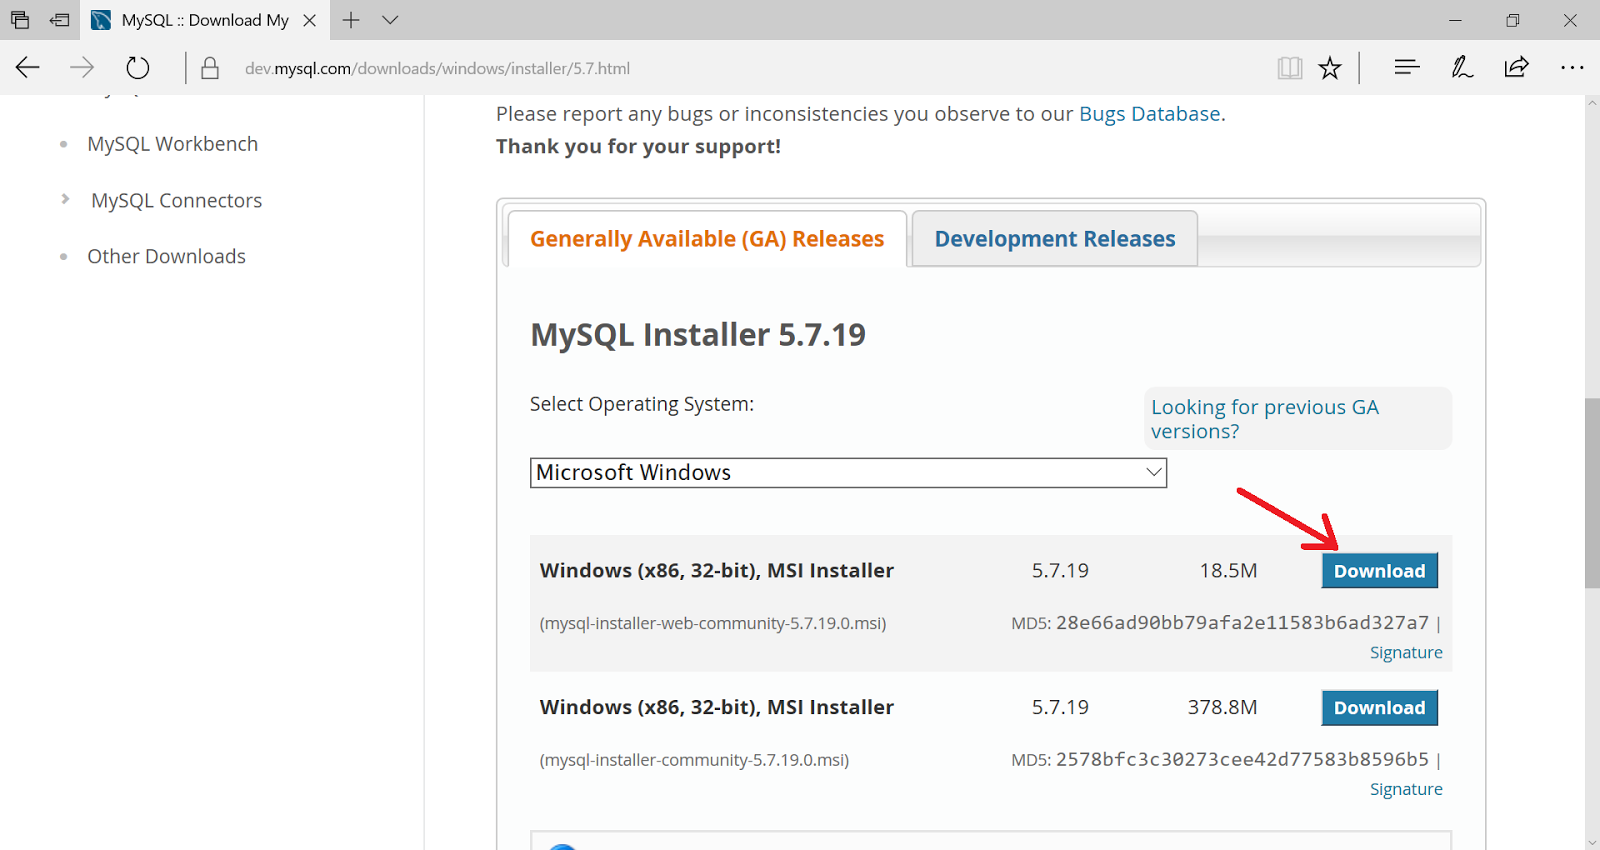 MySQL :: Download My
dev.mysql.com/downloads/windows/installer/5.7.html
MySQL Workbench
MySQL Connectors
Other Downloads
Please report any bugs or inconsistencies you observe to our Bugs Database.
Thank you for your support!
Generally Available (GA) Releases
Development Releases
MySQL Installer 5.7.19
Select Operating System:
Looking for previous GA
versions?
Microsoft Windows
Windows (x86, 32-bit), MSI Installer 5.7.19 18.5M Download
(mysql-installer-web-community-5.7.19.0.msi) MD5: 28e66ad90bb79afa2e11583b6ad327a7 |
Signature
Windows (x86, 32-bit), MSI Installer 5.7.19 378.8M Download
(mysql-installer-community-5.7.19.0.msi) MD5: 2578bfc3c30273cee42d77583b8596b5 |
Signature